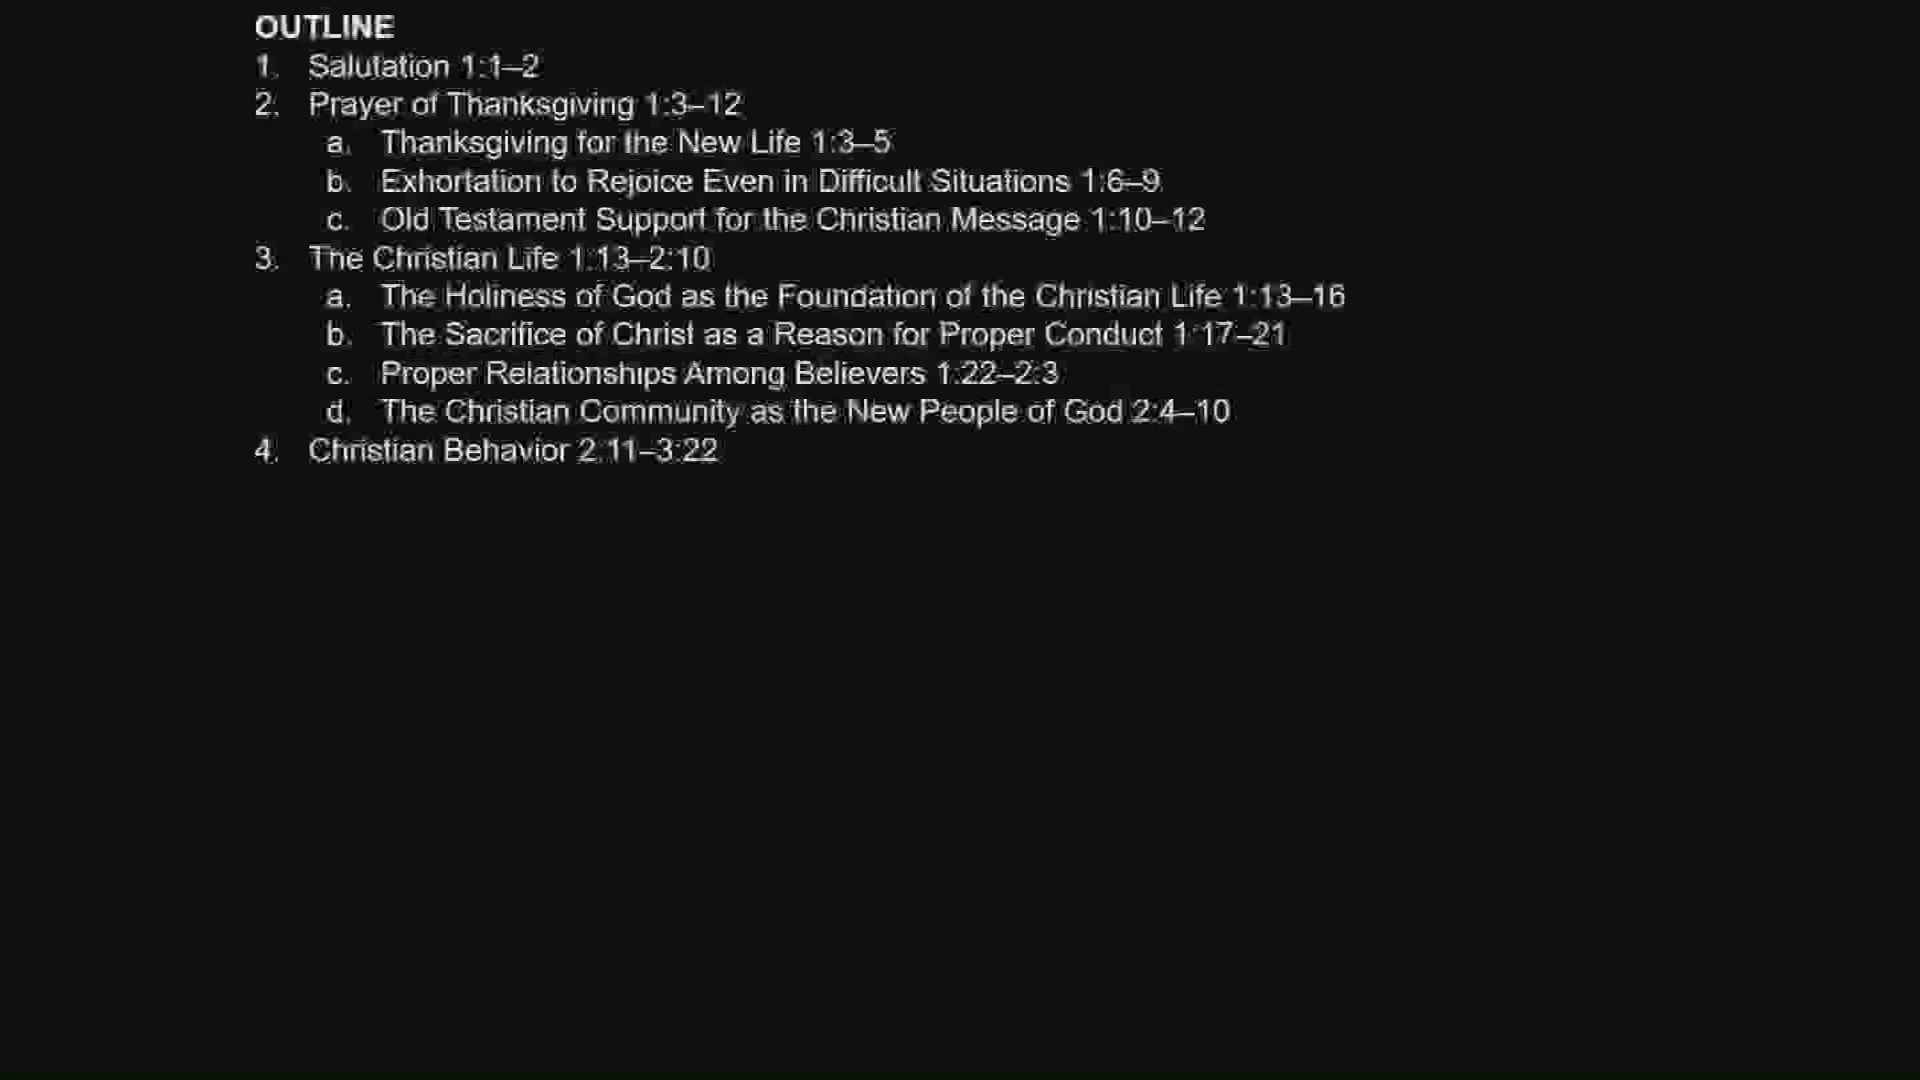 OUTLINE
1. Salutation 1:1–2
2. Prayer of Thanksgiving 1:3–12
a. Thanksgiving for the New Life 1:3–5
b. Exhortation to Rejoice Even in Difficult Situations 1:6–9
c. Old Testament Support for the Christian Message 1:10–12
3. The Christian Life 1:13–2:10
a. The Holiness of God as the Foundation of the Christian Life 1:13–16
b. The Sacrifice of Christ as a Reason for Proper Conduct 1:17–21
c. Proper Relationships Among Believers 1:22–2:3
d. The Christian Community as the New People of God 2:4–10
4. Christian Behavior 2:11–3:22